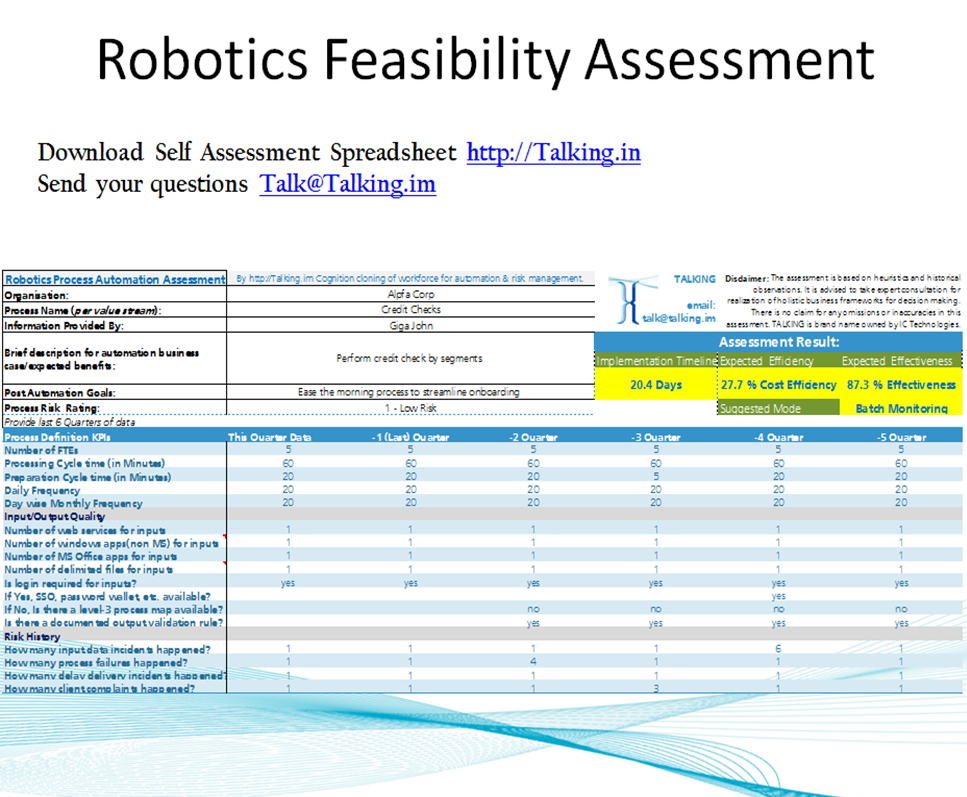 Robotics Feasibility Assessment
Download Self Assessment Spreadsheet http://Talking.in
Send your questions Talk@Talking.im
Robotics Process Automation Assessment By http://Talking.im Cognition cloning of workforce for automation & risk management.
Organisation: Alpfa Corp
Process Name (per value stream): Credit Checks
Information Provided By: Giga John
Brief description for automation business
case/expected benefits: Perform credit check by segments
Post Automation Goals: Ease the morning process to streamline onboarding
Process Risk Rating: 1 - Low Risk
TALKING
email:
talk@talking.im
Disclaimer: The assessment is based on heuristics and historical
observations. It is advised to take expert consultation for
realization of holistic business frameworks for decision making.
There is no claim for any omissions or inaccuracies in this
assessment. TALKING is brand name owned by IC Technologies.
Assessment Result:
Implementation Timeline Expected Efficiency Expected Effectiveness
20.4 Days 27.7 % Cost Efficiency 87.3 % Effectiveness
Suggested Mode Batch Monitoring
Provide last 6 Quarters of data
Process Definition KPIs This Quarter Data -1 (Last) Quarter -2 Quarter -3 Quarter -4 Quarter -5 Quarter
Number of FTEs 5 5 5 5 5 5
Processing Cycle time (in Minutes) 60 60 60 60 60 60
Preparation Cycle time (in Minutes) 20 20 20 5 20 20
Daily Frequency 20 20 20 20 20 20
Day wise Monthly Frequency 20 20 20 20 20 20
Input/Output Quality
Number of web services for inputs 1 1 1 1 1 1
Number of windows apps(non MS) for inputs 1 1 1 1 1 1
Number of MS Office apps for inputs 1 1 1 1 1 1
Number of delimited files for inputs 1 1 1 1 1 1
Is login required for inputs? yes yes yes yes yes yes
If Yes, SSO, password wallet, etc. available? yes
If No, Is there a level-3 process map available? no no no no
Is there a documented output validation rule? yes yes yes yes
Risk History
How many input data incidents happened? 1 1 1 1 6 1
How many process failures happened? 1 1 4 1 1 1
How many delay delivery incidents happened? 1 1 1 1 1 1
How many client complaints happened? 1 1 1 3 1 1